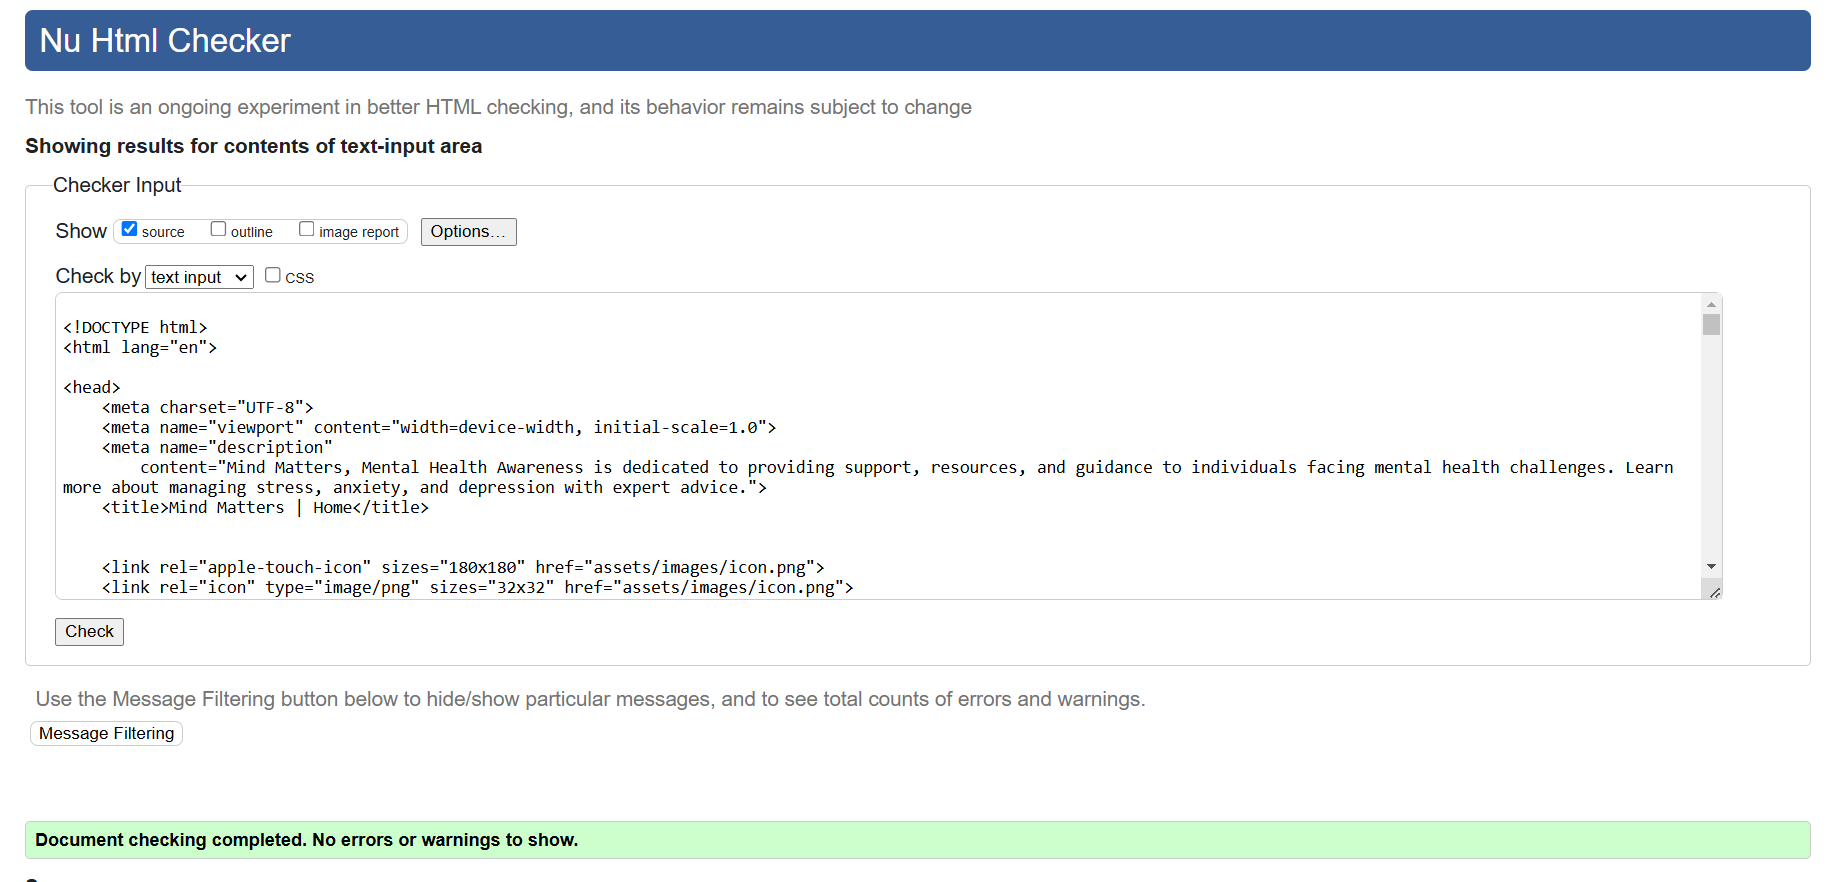 Nu Html Checker
This tool is an ongoing experiment in better HTML checking, and its behavior remains subject to change
Showing results for contents of text-input area
Checker Input
Show source outline image report Options...
Check by text input CSS
<!DOCTYPE html>
<html lang="en">
<head>
<meta charset="UTF-8">
<meta name="viewport" content="width=device-width, initial-scale=1.0">
<meta name="description"
content="Mind Matters, Mental Health Awareness is dedicated to providing support, resources, and guidance to individuals facing mental health challenges. Learn
more about managing stress, anxiety, and depression with expert advice.">
<title>Mind Matters | Home</title>
<link rel="apple-touch-icon" sizes="180x180" href="assets/images/icon.png">
<link rel="icon" type="image/png" sizes="32x32" href="assets/images/icon.png">
Check
Use the Message Filtering button below to hide/show particular messages, and to see total counts of errors and warnings.
Message Filtering
Document checking completed. No errors or warnings to show.